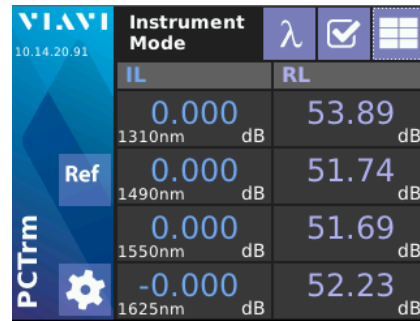 VIAVI
10.14.20.91
Instrument
Mode
λ
IL
RL
0.000
1310nm dB
53.89
dB
0.000
1490nm dB
51.74
dB
Ref
0.000
1550nm dB
51.69
dB
-0.000
1625nm dB
52.23
dB
PCTrm